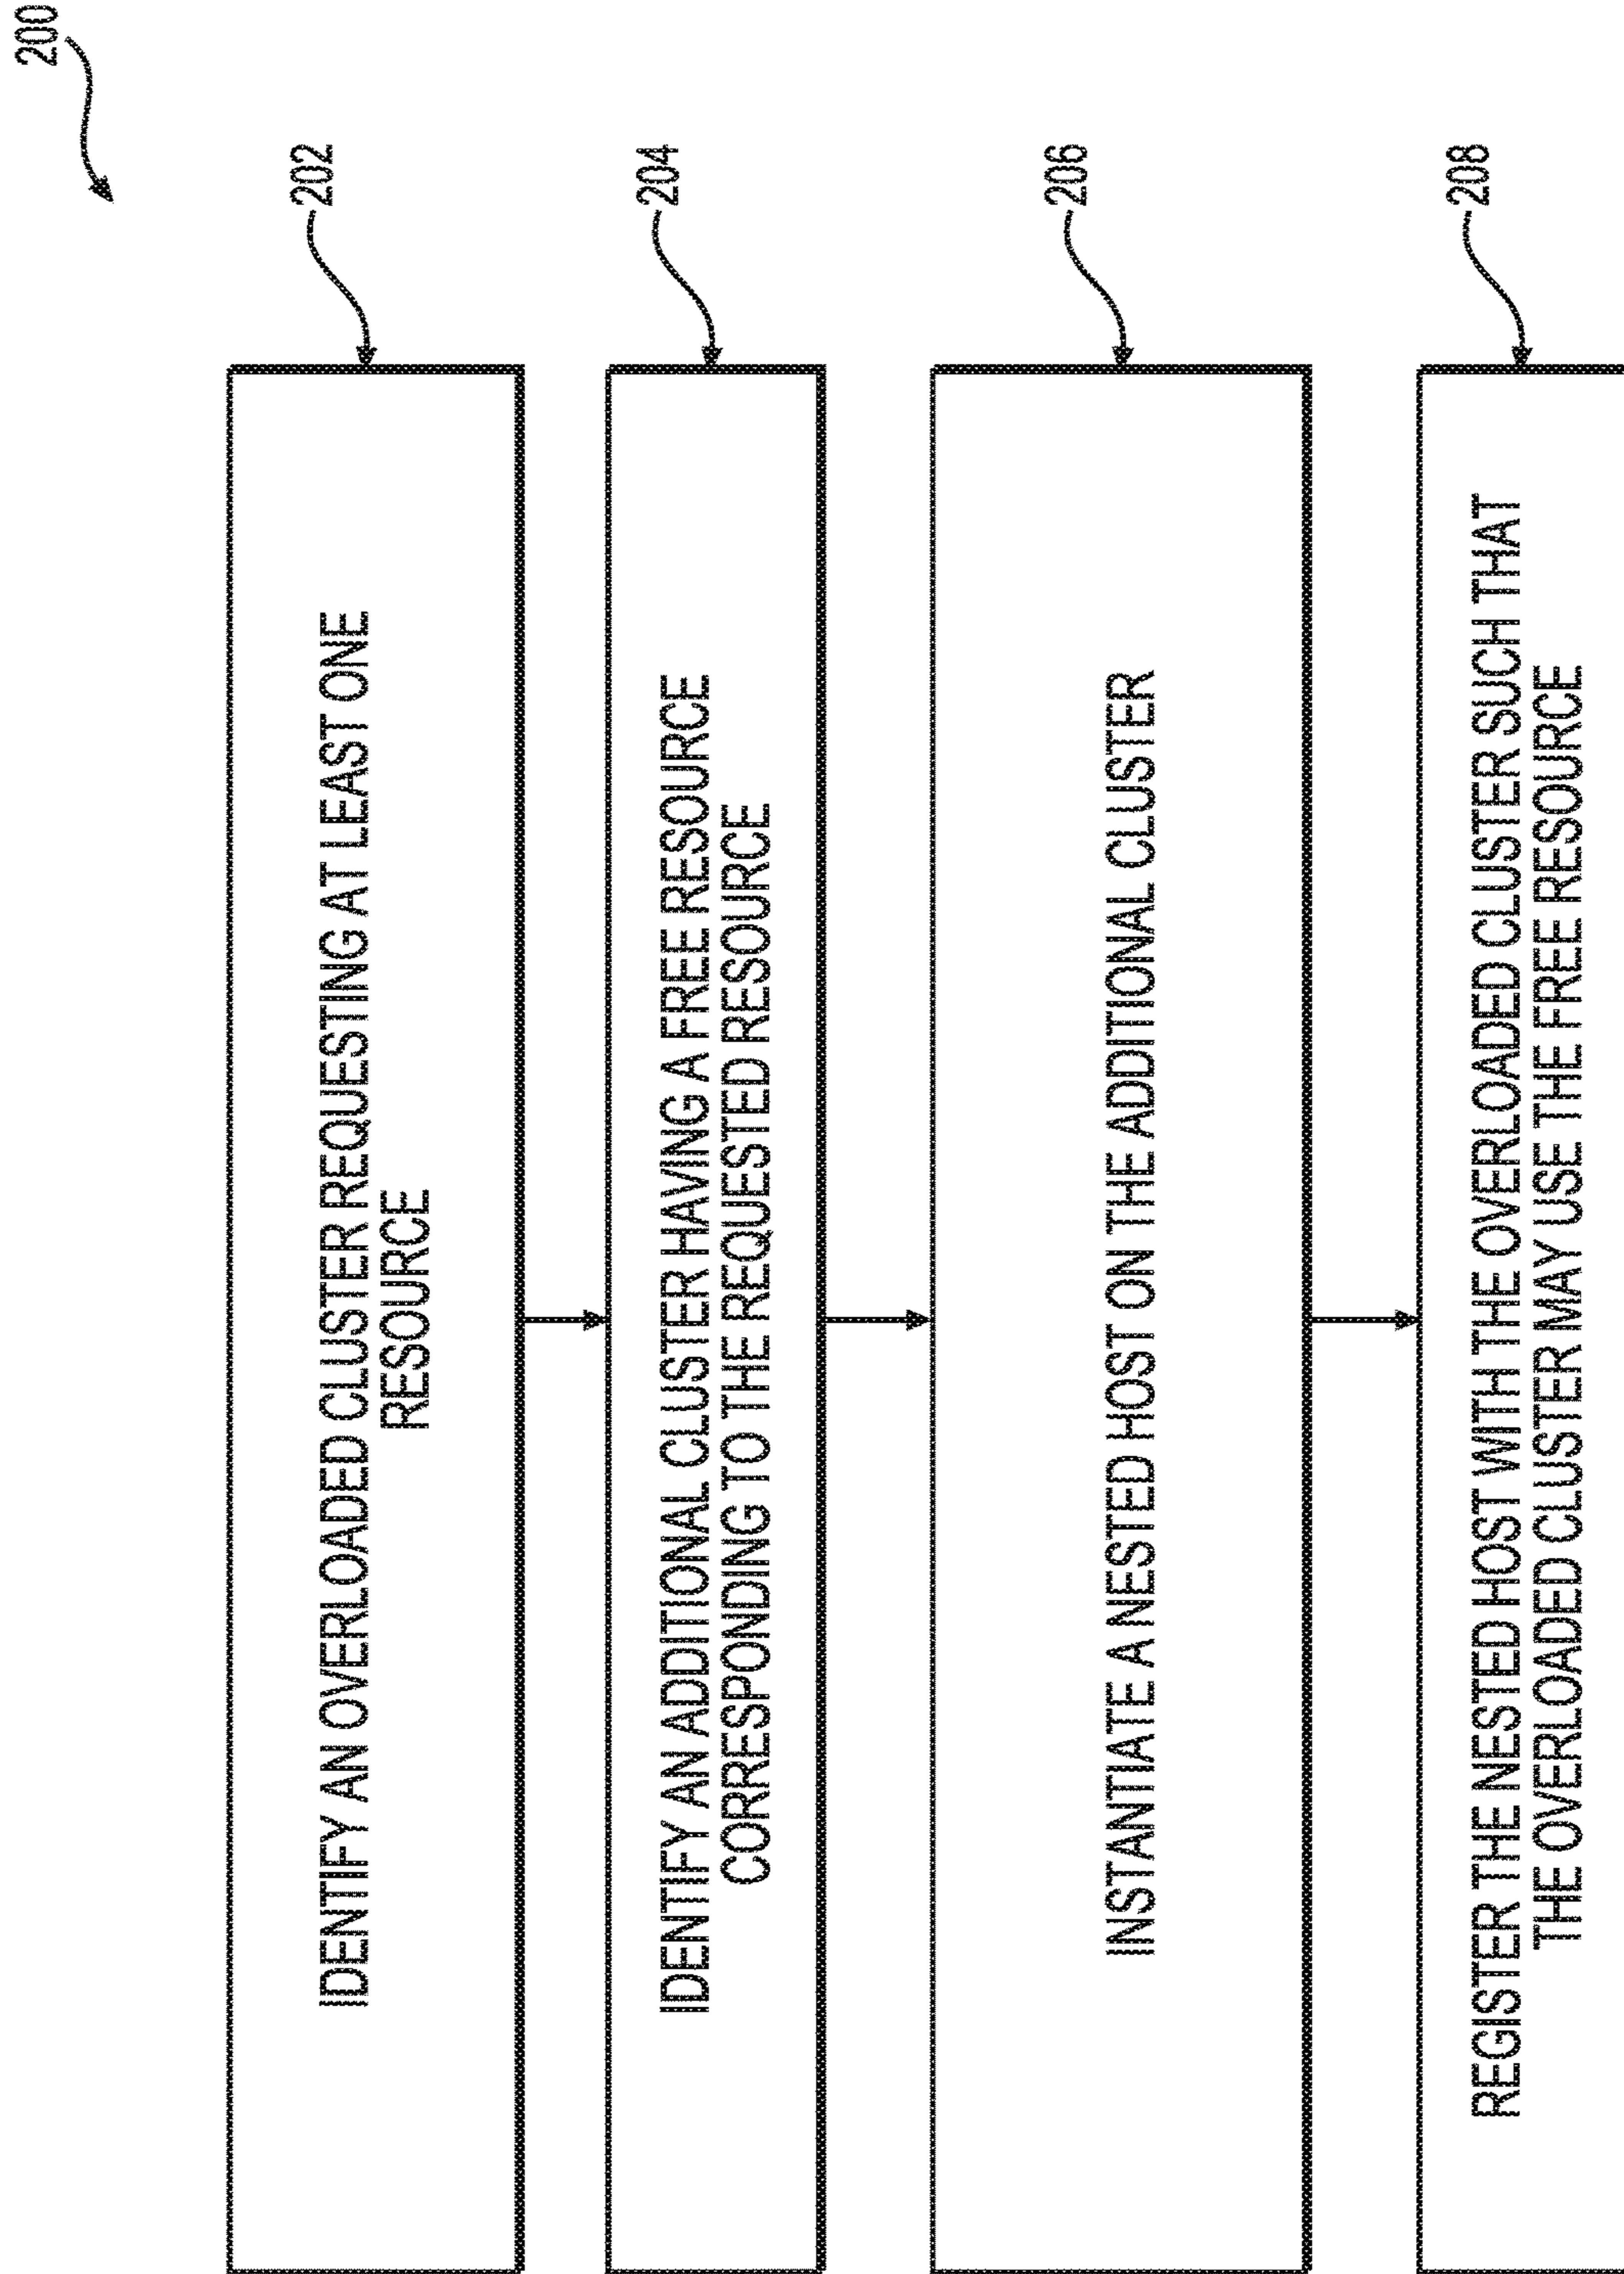 200
202
IDENTIFY AN OVERLOADED CLUSTER REQUESTING AT LEAST ONE
RESOURCE
204
IDENTIFY AN ADDITIONAL CLUSTER HAVING A FREE RESOURCE
CORRESPONDING TO THE REQUESTED RESOURCE
206
INSTANTIATE A NESTED HOST ON THE ADDITIONAL CLUSTER
208
REGISTER THE NESTED HOST WITH THE OVERLOADED CLUSTER SUCH THAT
THE OVERLOADED CLUSTER MAY USE THE FREE RESOURCE